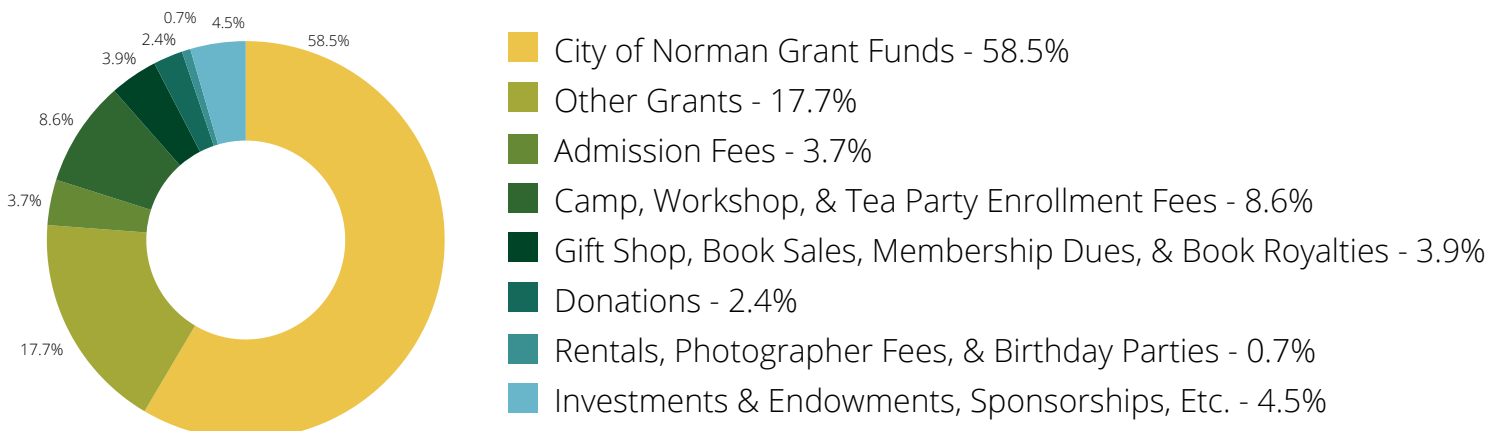 0.7%
4.5%
2.4%
58.5%
3.9%
8.6%
3.7%
17.7%
City of Norman Grant Funds - 58.5%
Other Grants - 17.7%
Admission Fees - 3.7%
Camp, Workshop, & Tea Party Enrollment Fees - 8.6%
Gift Shop, Book Sales, Membership Dues, & Book Royalties - 3.9%
Donations - 2.4%
Rentals, Photographer Fees, & Birthday Parties - 0.7%
Investments & Endowments, Sponsorships, Etc. - 4.5%